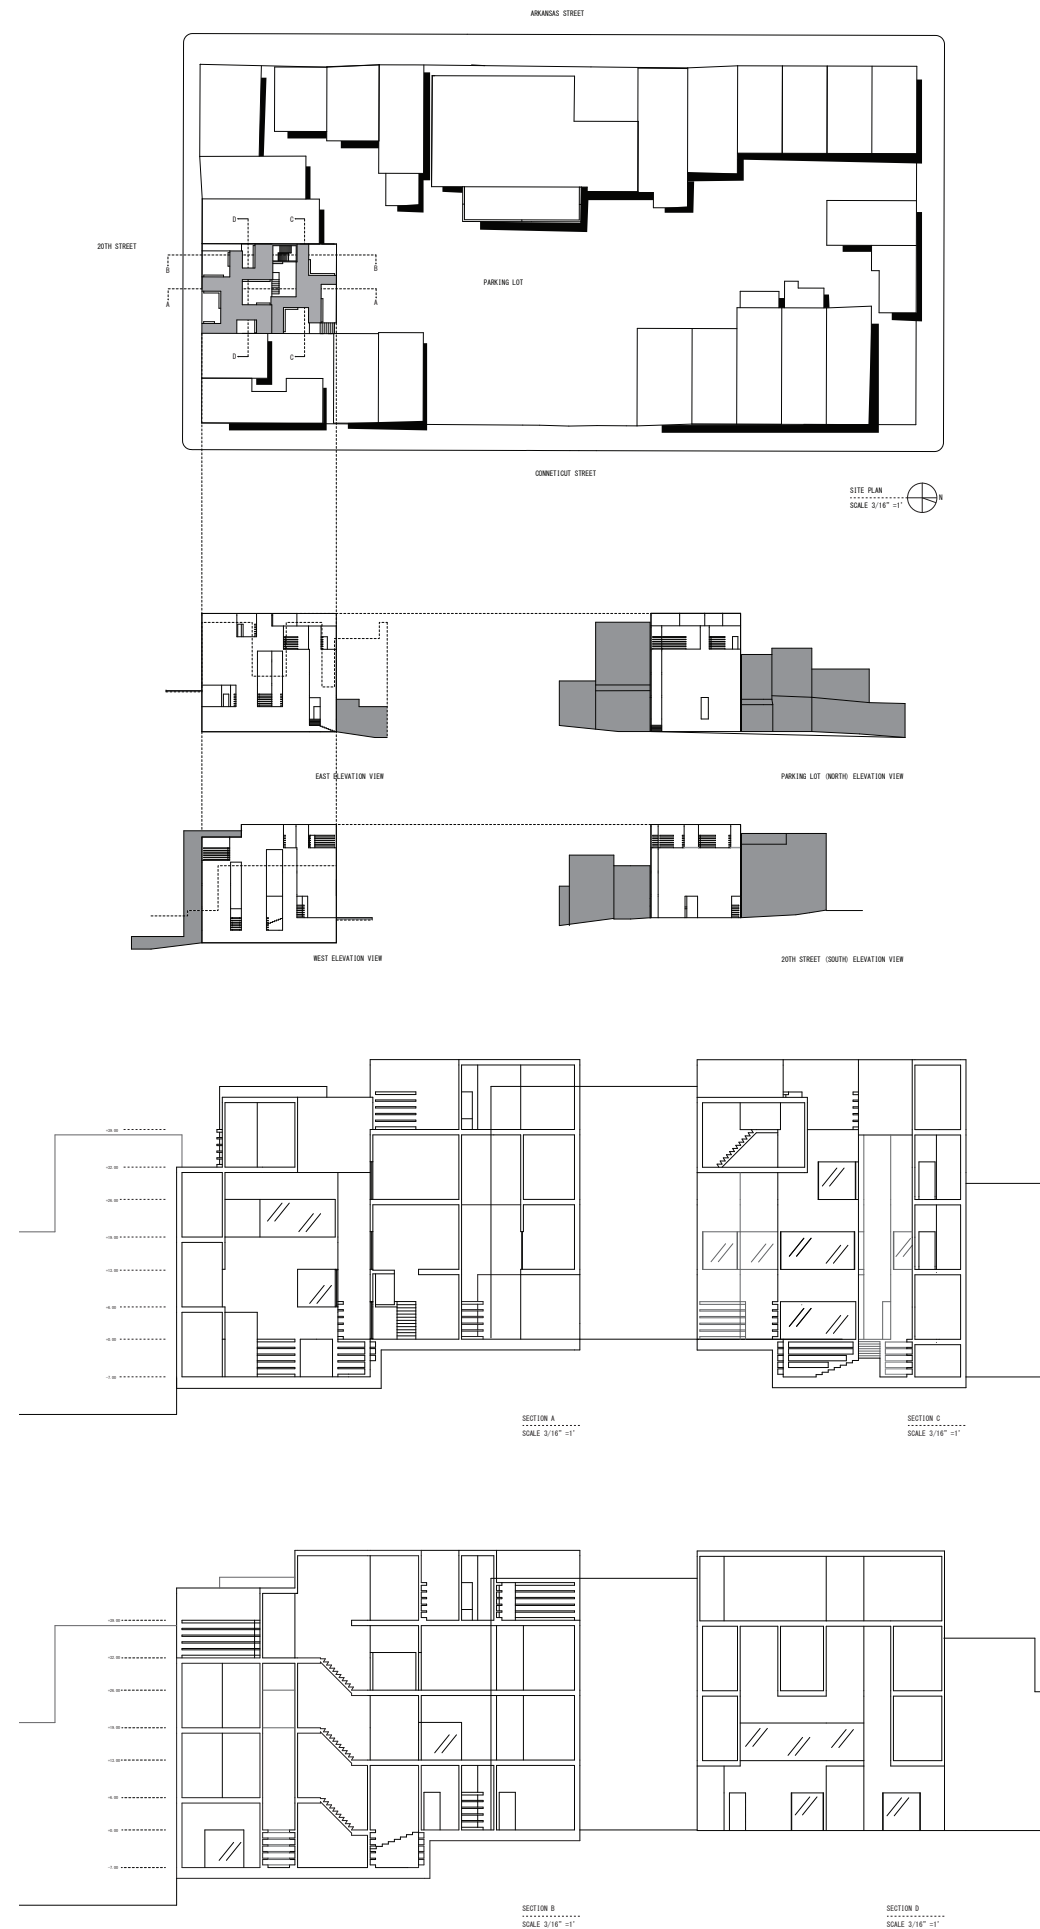 ARKANSAS STREET
D
C
20TH STREET
B
B
PARKING LOT
A
A
D
C
CONNETICUT STREET
SITE PLAN
N
SCALE 3/16" =1'
EAST ELEVATION VIEW
PARKING LOT (NORTH) ELEVATION VIEW
WEST ELEVATION VIEW
20TH STREET (SOUTH) ELEVATION VIEW
SECTION A
SCALE 3/16" =1'
SECTION C
SCALE 3/16" =1'
SECTION B
SCALE 3/16" =1'
SECTION D
SCALE 3/16" =1'